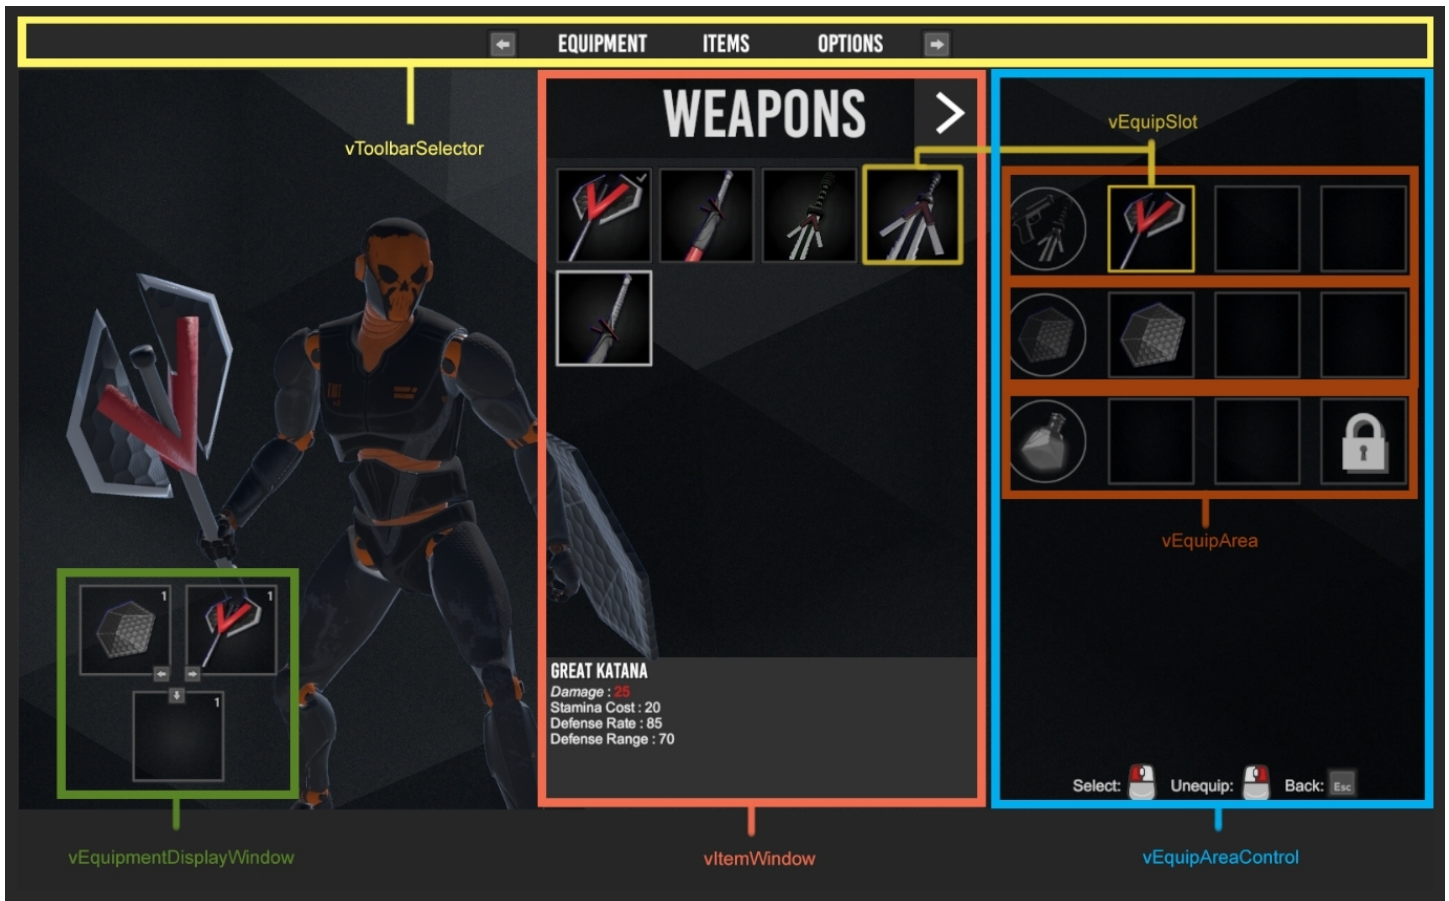 EQUIPMENT ITEMS OPTIONS
vToolbarSelector
WEAPONS
vEquipSlot
vEquipArea
1 1
1
GREAT KATANA
Damage : 25
Stamina Cost : 20
Defense Rate : 85
Defense Range : 70
Select: Unequip: Back: Esc
vEquipmentDisplayWindow
vItemWindow
vEquipAreaControl